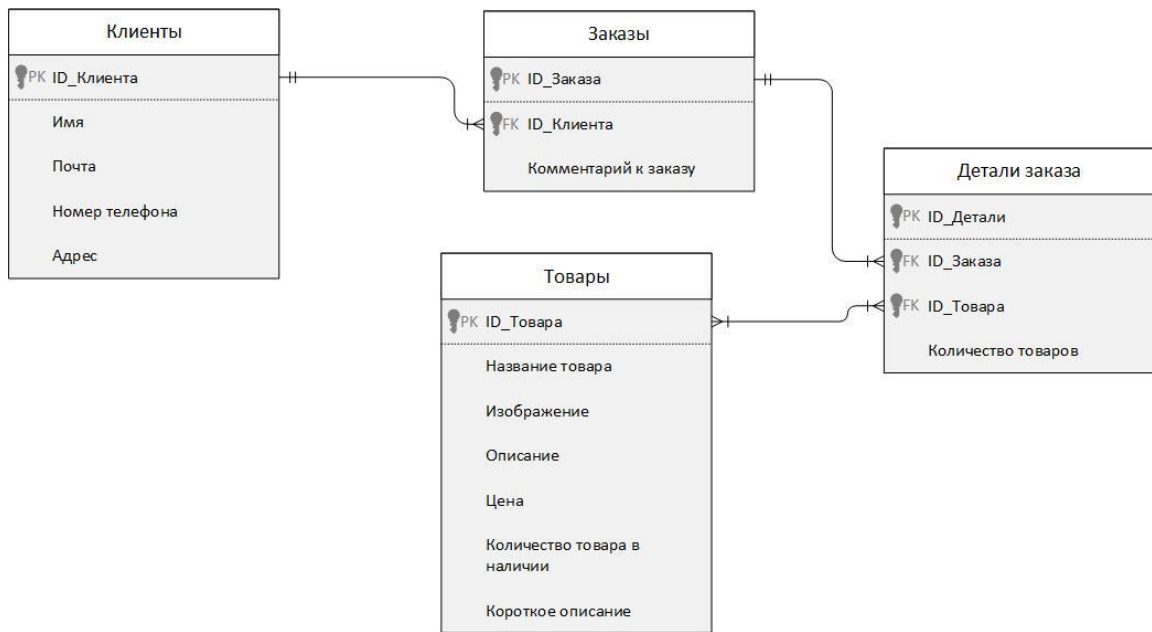 Клиенты
PK ID_Клиента
Имя
Почта
Номер телефона
Адрес
Заказы
PK ID_Заказа
FK ID_Клиента
Комментарий к заказу
Детали заказа
PK ID_Детали
FK ID_Заказа
FK ID_Товара
Количество товаров
Товары
PK ID_Товара
Название товара
Изображение
Описание
Цена
Количество товара в
наличии
Короткое описание